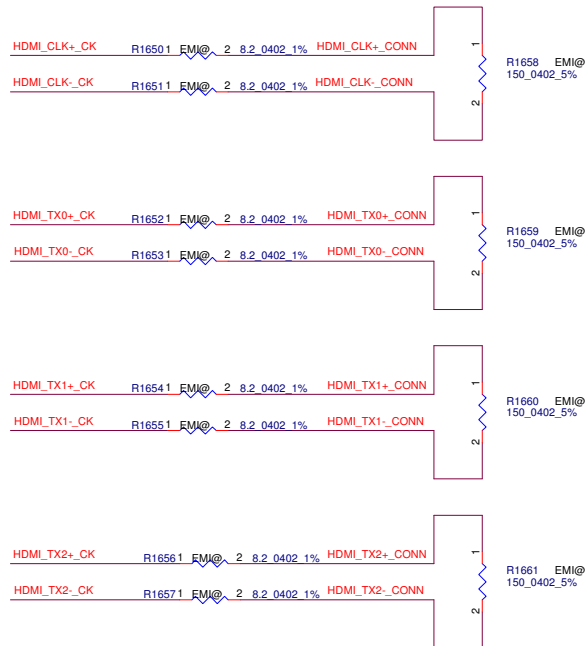 HDMI_CLK+_CK R1650 1 EMI@ 2 8.2_0402_1% HDMI_CLK+_CONN
1
R1658 EMI@
150_0402_5%
HDMI_CLK-_CK R1651 1 EMI@ 2 8.2_0402_1% HDMI_CLK-_CONN
2
HDMI_TX0+_CK R1652 1 EMI@ 2 8.2_0402_1% HDMI_TX0+_CONN
1
R1659 EMI@
150_0402_5%
HDMI_TX0-_CK R1653 1 EMI@ 2 8.2_0402_1% HDMI_TX0-_CONN
2
HDMI_TX1+_CK R1654 1 EMI@ 2 8.2_0402_1% HDMI_TX1+_CONN
1
R1660 EMI@
150_0402_5%
HDMI_TX1-_CK R1655 1 EMI@ 2 8.2_0402_1% HDMI_TX1-_CONN
2
HDMI_TX2+_CK R1656 1 EMI@ 2 8.2_0402_1% HDMI_TX2+_CONN
1
R1661 EMI@
150_0402_5%
HDMI_TX2-_CK R1657 1 EMI@ 2 8.2_0402_1% HDMI_TX2-_CONN
2